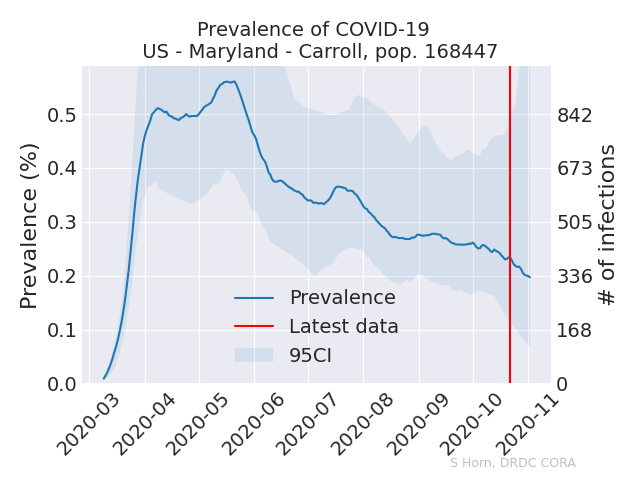 Prevalence of COVID-19
US - Maryland - Carroll, pop. 168447
Prevalence (%)
0.5
0.4
0.3
0.2
0.1
0.0
842
673
505
336
168
0
# of infections
Prevalence
Latest data
95CI
2020-03
2020-04
2020-05
2020-06
2020-07
2020-08
2020-09
2020-10
2020-11
S Horn, DRDC CORA